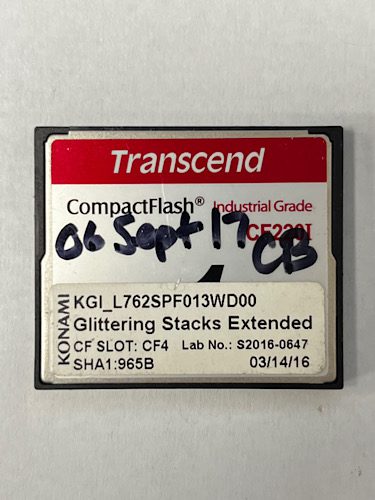 Transcend
CompactFlash® Industrial Grade
CF220I
06 Sept 17 CB
KONAMI
KGI_L762SPF013WD00
Glittering Stacks Extended
CF SLOT: CF4 Lab No.: S2016-0647
SHA1:965B 03/14/16